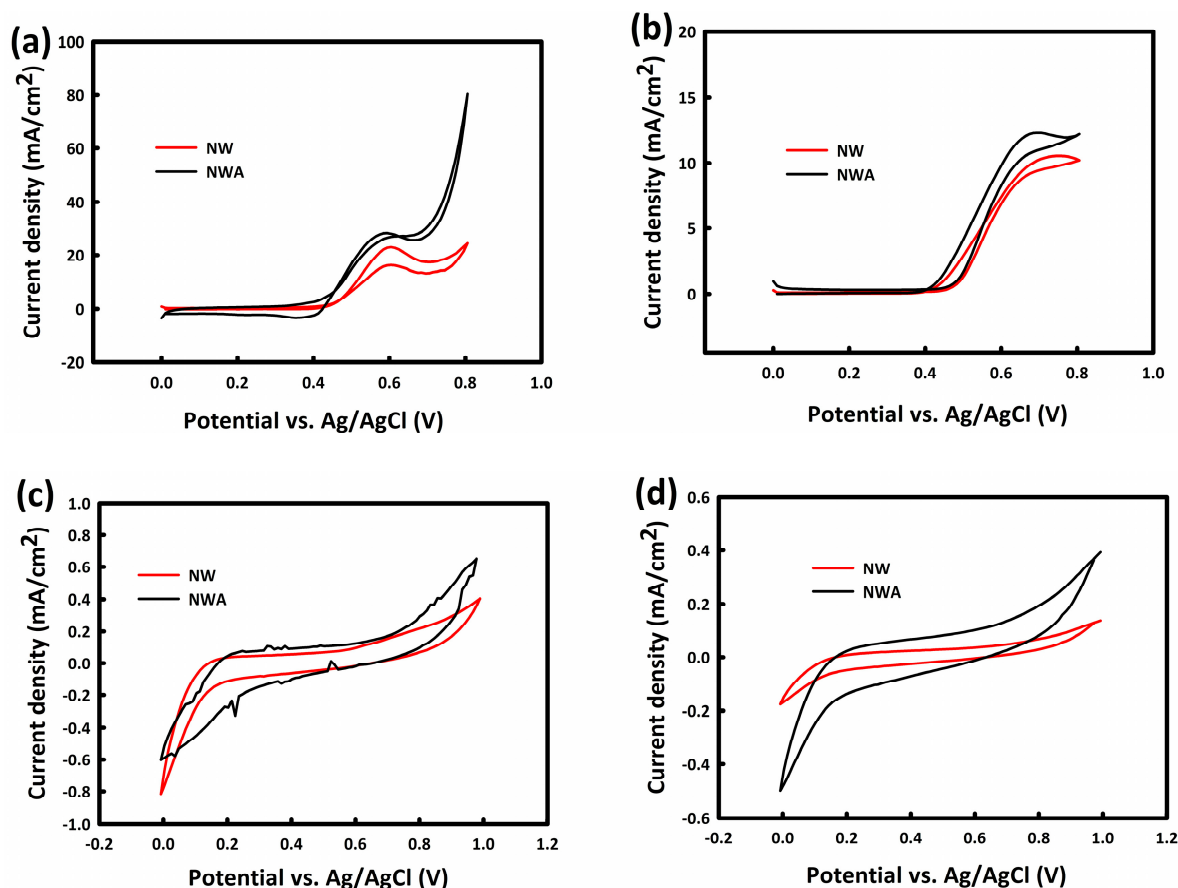 (a)
100
80
60
40
20
0
-20
Current density (mA/cm²)
NW
NWA
0.0 0.2 0.4 0.6 0.8 1.0
Potential vs. Ag/AgCl (V)
(b)
20
15
10
5
0
Current density (mA/cm²)
NW
NWA
0.0 0.2 0.4 0.6 0.8 1.0
Potential vs. Ag/AgCl (V)
(c)
1.0
0.8
0.6
0.4
0.2
0.0
-0.2
-0.4
-0.6
-0.8
-1.0
Current density (mA/cm²)
NW
NWA
-0.2 0.0 0.2 0.4 0.6 0.8 1.0 1.2
Potential vs. Ag/AgCl (V)
(d)
0.6
0.4
0.2
0.0
-0.2
-0.4
-0.6
Current density (mA/cm²)
NW
NWA
-0.2 0.0 0.2 0.4 0.6 0.8 1.0 1.2
Potential vs. Ag/AgCl (V)